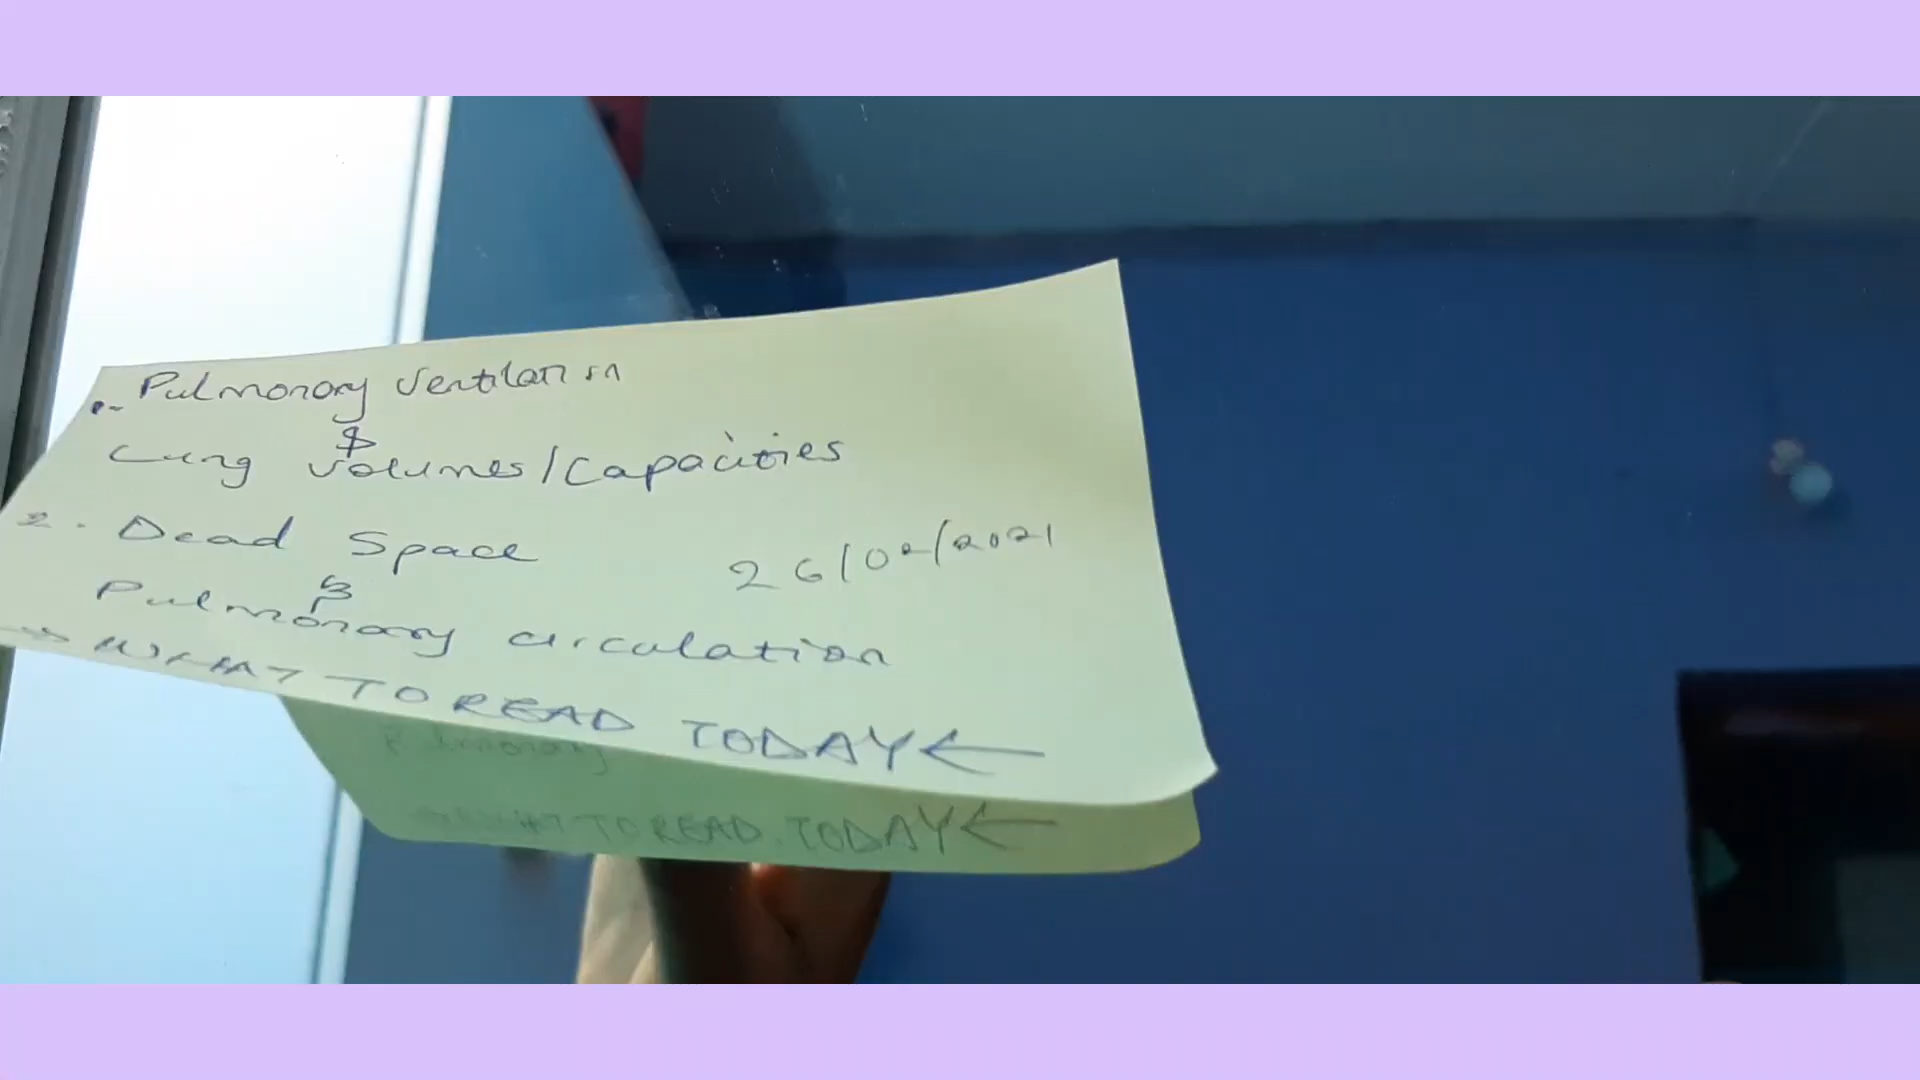 1. Pulmonary Ventilation
&
Lung Volumes/Capacities
2. Dead Space
26/02/2021
&
Pulmonary circulation
→ WHAT TO READ TODAY ←
Pulmonary
WHAT TO READ. TODAY ←